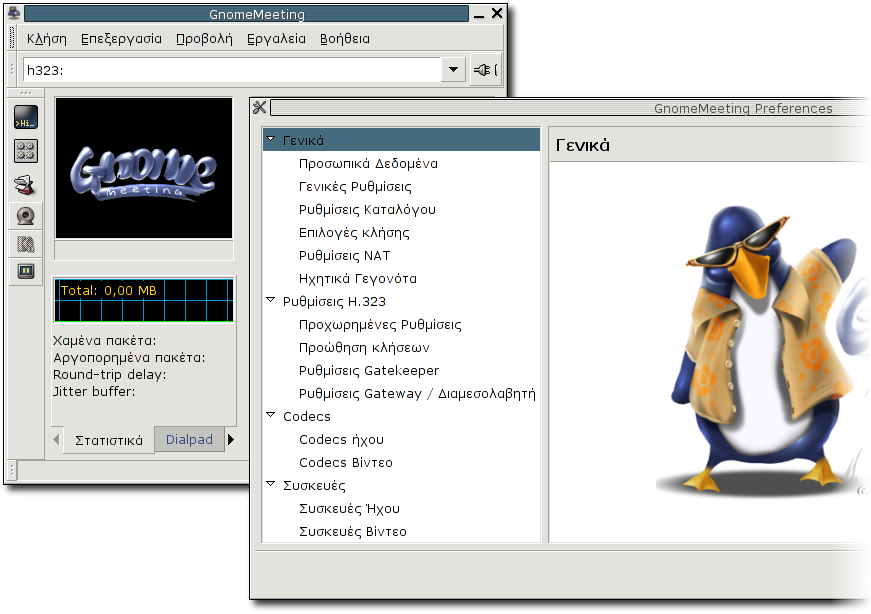 GnomeMeeting
Κλήση Επεξεργασία Προβολή Εργαλεία Βοήθεια
h323:
>Hi_
GNOME
meeting
Total: 0,00 MB
Χαμένα πακέτα:
Αργοπορημένα πακέτα:
Round-trip delay:
Jitter buffer:
Στατιστικά Dialpad
GnomeMeeting Preferences
Γενικά
Προσωπικά Δεδομένα
Γενικές Ρυθμίσεις
Ρυθμίσεις Καταλόγου
Επιλογές κλήσης
Ρυθμίσεις NAT
Ηχητικά Γεγονότα
Ρυθμίσεις H.323
Προχωρημένες Ρυθμίσεις
Προώθηση κλήσεων
Ρυθμίσεις Gatekeeper
Ρυθμίσεις Gateway / Διαμεσολαβητή
Codecs
Codecs ήχου
Codecs Βίντεο
Συσκευές
Συσκευές Ήχου
Συσκευές Βίντεο
Γενικά
(c)